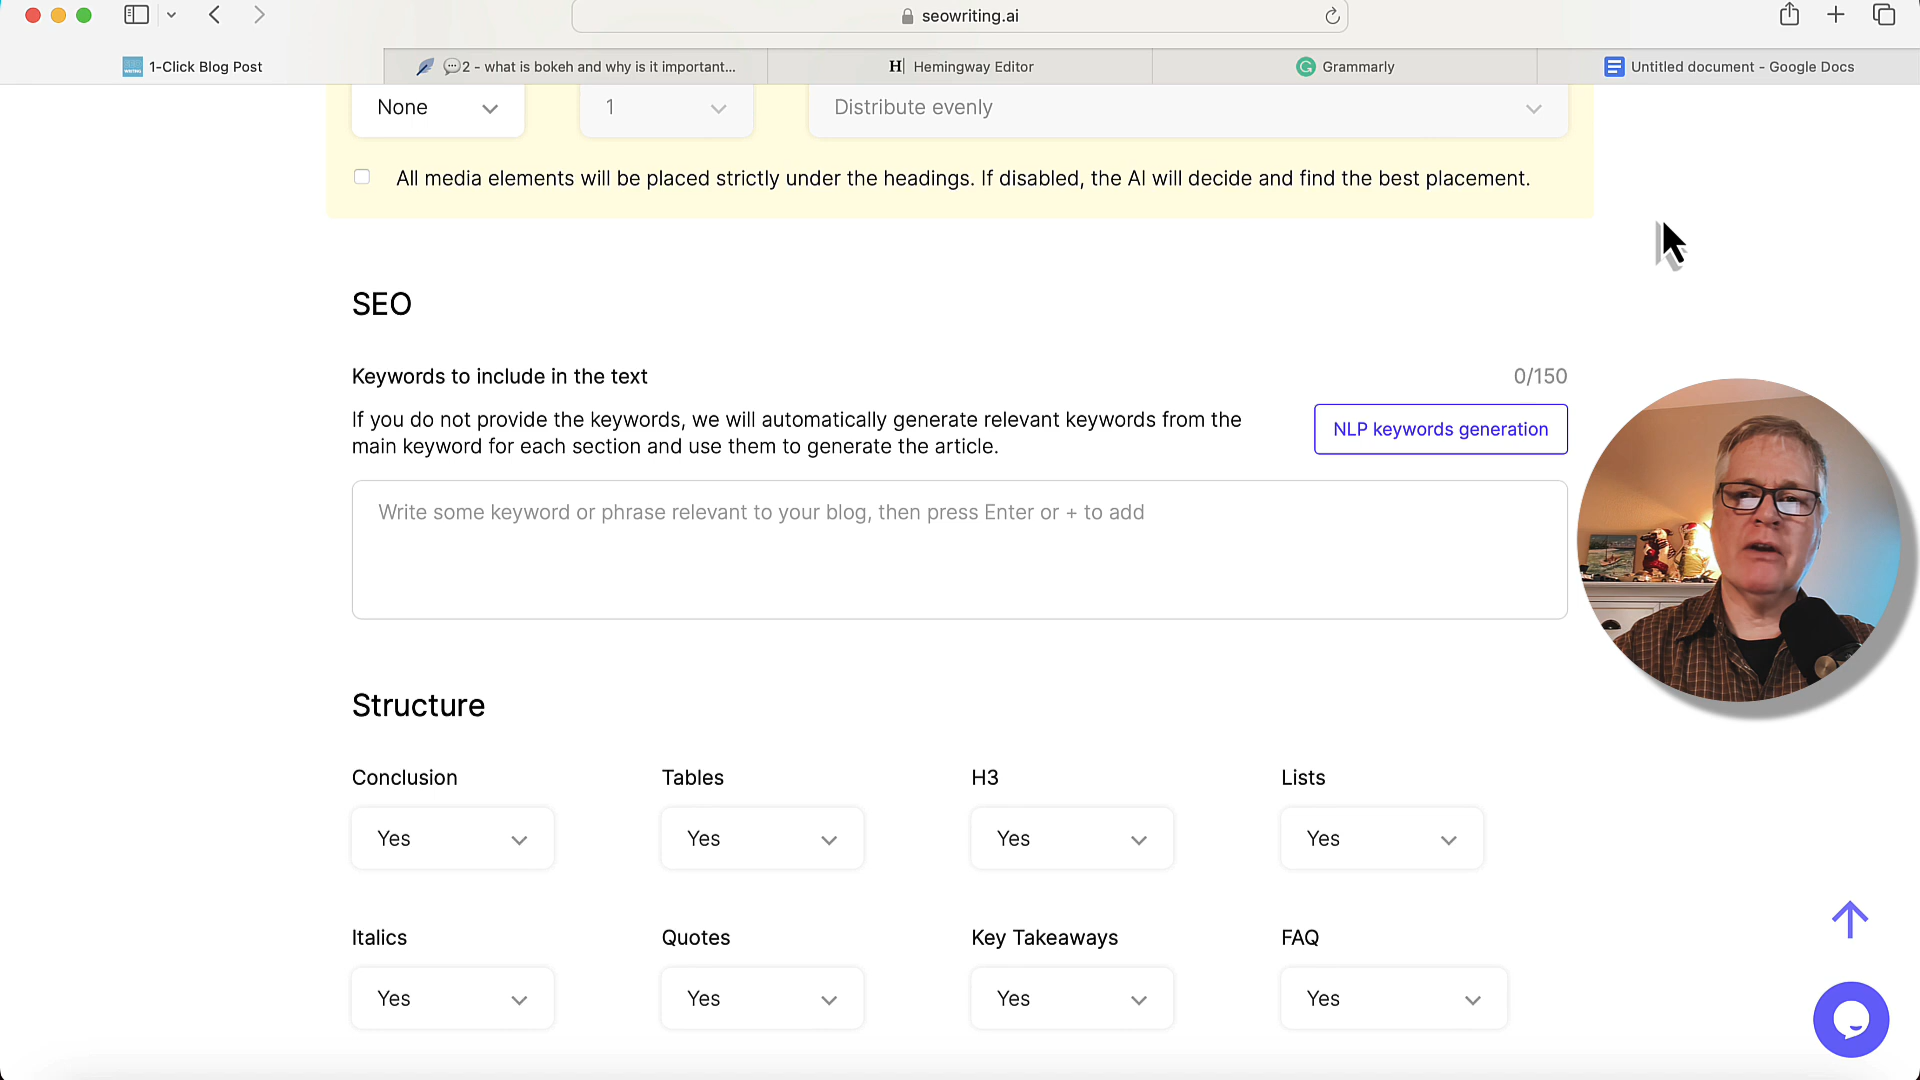 seowriting.ai
1-Click Blog Post
2 - what is bokeh and why is it important...
H Hemingway Editor
Grammarly
Untitled document - Google Docs
None
1
Distribute evenly
All media elements will be placed strictly under the headings. If disabled, the AI will decide and find the best placement.
SEO
Keywords to include in the text
0/150
If you do not provide the keywords, we will automatically generate relevant keywords from the
main keyword for each section and use them to generate the article.
NLP keywords generation
Write some keyword or phrase relevant to your blog, then press Enter or + to add
Structure
Conclusion Tables H3 Lists
Yes Yes Yes Yes
Italics Quotes Key Takeaways FAQ
Yes Yes Yes Yes